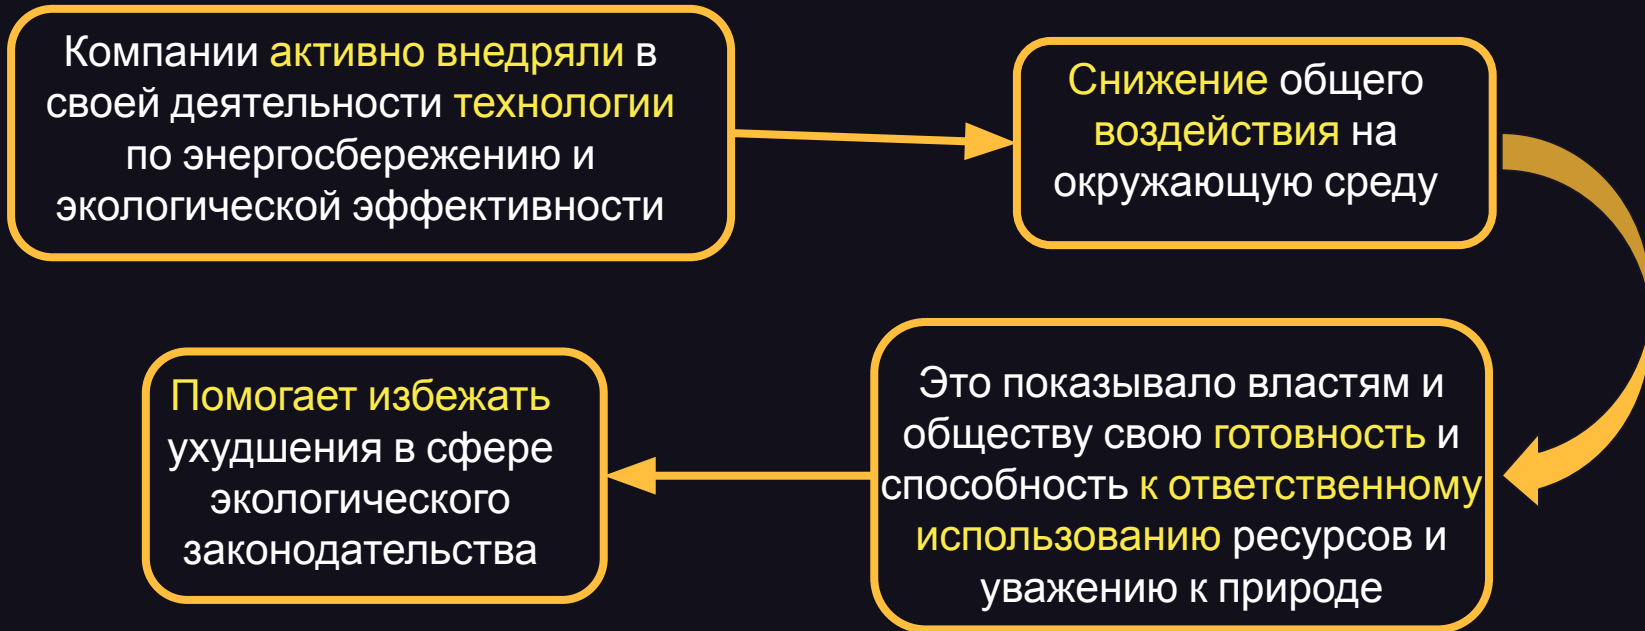 Компании активно внедряли в
своей деятельности технологии
по энергосбережению и
экологической эффективности
Снижение общего
воздействия на
окружающую среду
Это показывало властям и
обществу свою готовность и
способность к ответственному
использованию ресурсов и
уважению к природе
Помогает избежать
ухудшения в сфере
экологического
законодательства